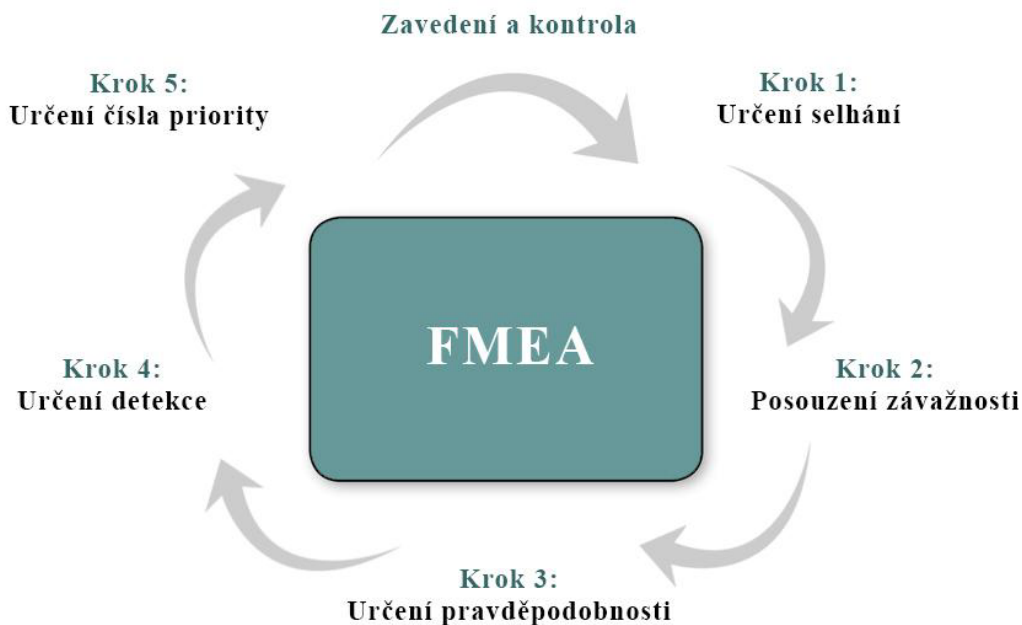 Zavedení a kontrola
Krok 5:
Určení čísla priority
Krok 1:
Určení selhání
FMEA
Krok 4:
Určení detekce
Krok 2:
Posouzení závažnosti
Krok 3:
Určení pravděpodobnosti